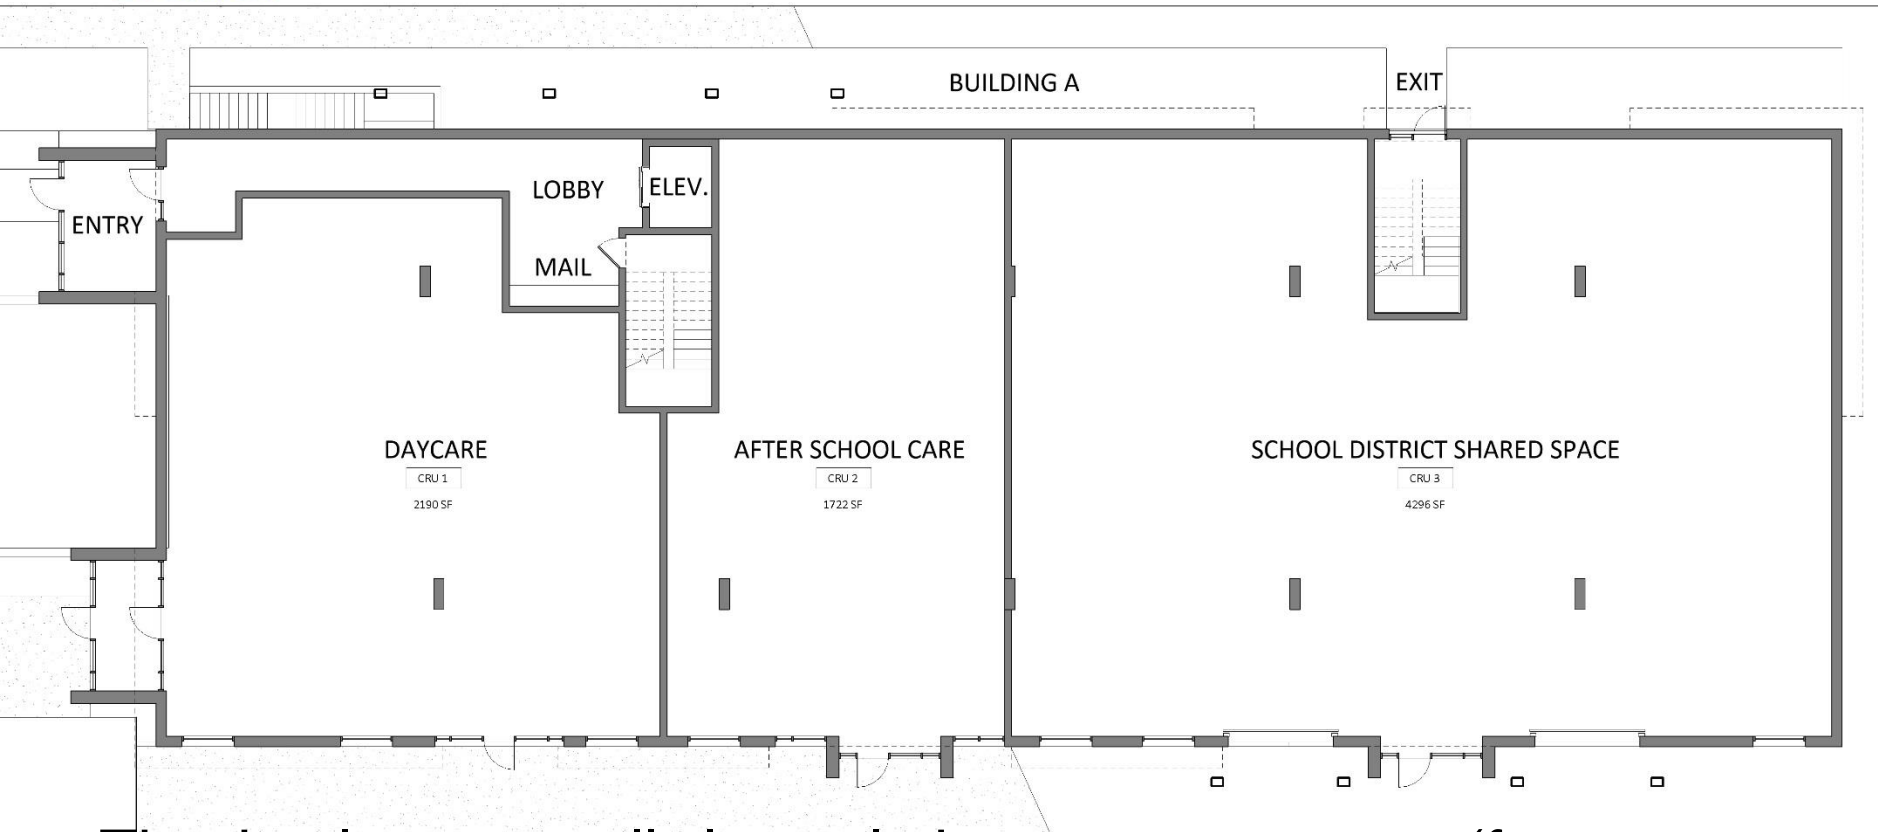 BUILDING A
EXIT
LOBBY
ELEV.
ENTRY
MAIL
DAYCARE
CRU 1
2190 SF
AFTER SCHOOL CARE
CRU 2
1722 SF
SCHOOL DISTRICT SHARED SPACE
CRU 3
4296 SF